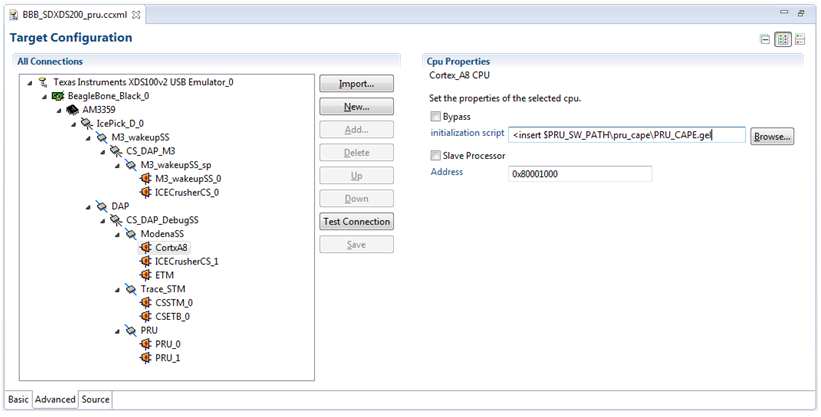 BBB_SDXDS200_pru.ccxml
Target Configuration
All Connections
Texas Instruments XDS100v2 USB Emulator_0
BeagleBone_Black_0
AM3359
IcePick_D_0
M3_wakeupSS
CS_DAP_M3
M3_wakeupSS_sp
M3_wakeupSS_0
ICECrusherCS_0
DAP
CS_DAP_DebugSS
ModenaSS
CortxA8
ICECrusherCS_1
ETM
Trace_STM
CSSTM_0
CSETB_0
PRU
PRU_0
PRU_1
Import...
New...
Add...
Delete
Up
Down
Test Connection
Save
Cpu Properties
Cortex_A8 CPU
Set the properties of the selected cpu.
Bypass
initialization script <insert $PRU_SW_PATH\pru_cape\PRU_CAPE.gel Browse...
Slave Processor
Address 0x80001000
Basic Advanced Source